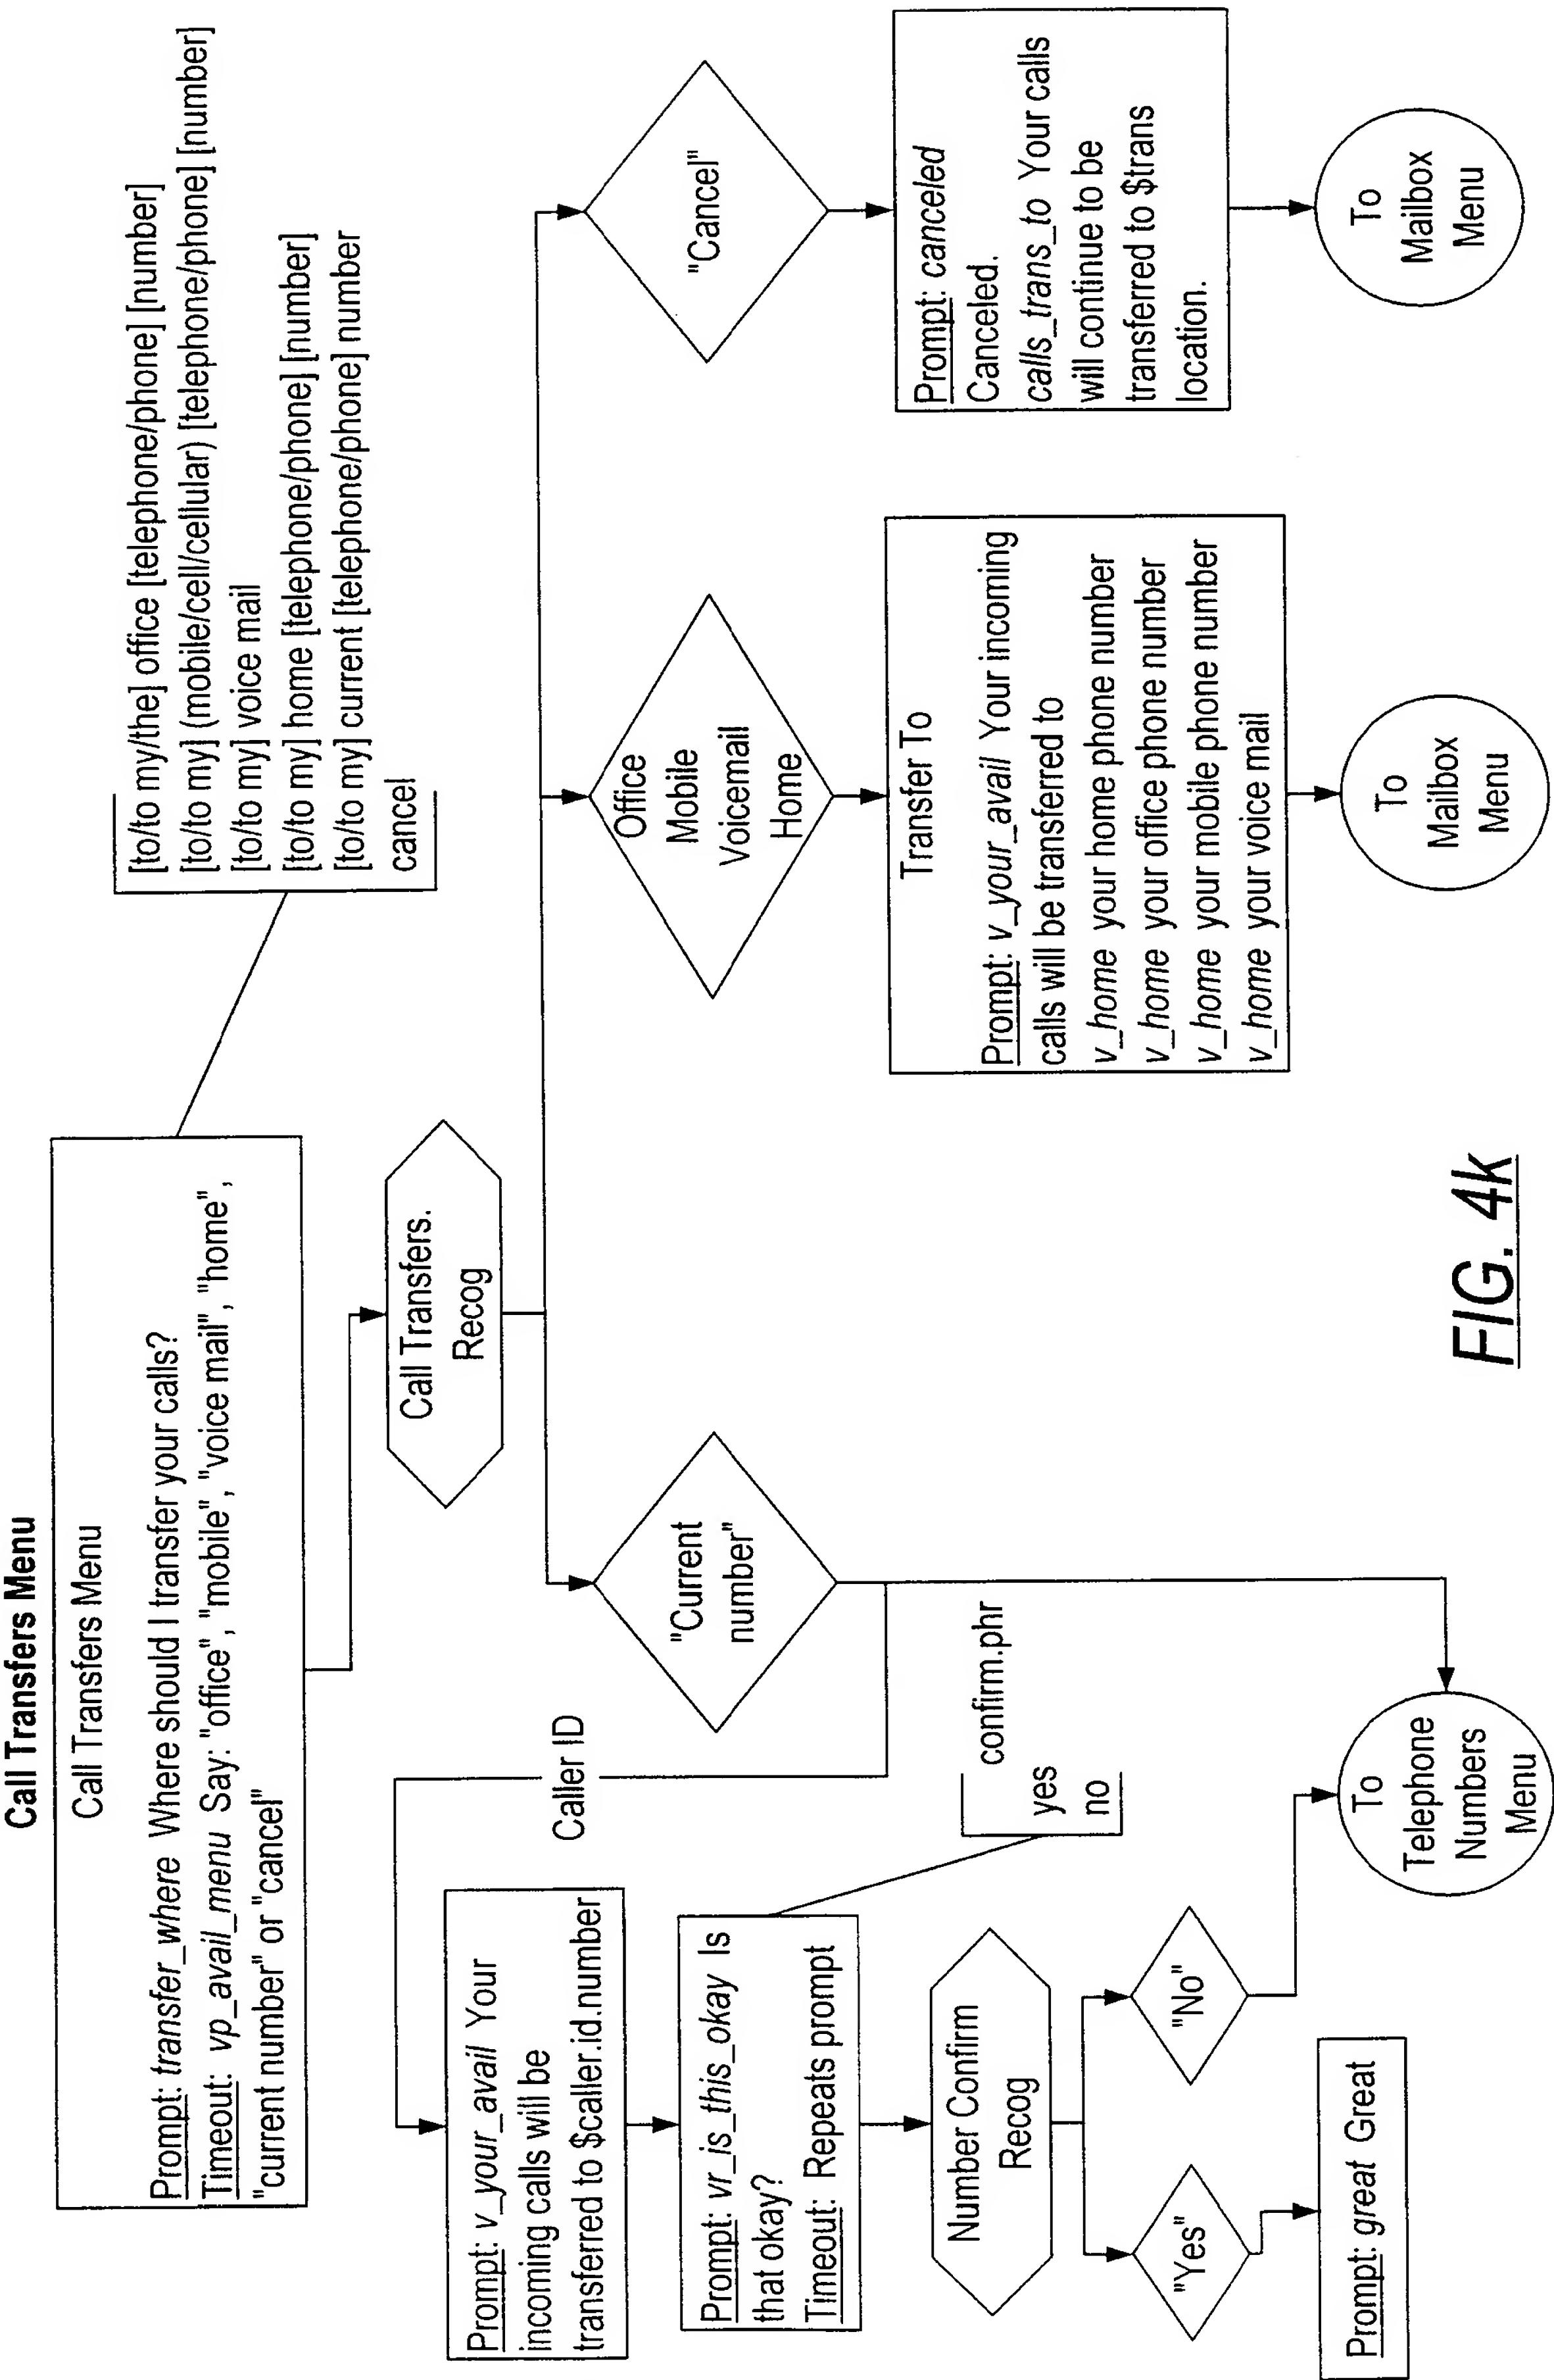 Call Transfers Menu
Call Transfers Menu
Prompt: transfer_where Where should I transfer your calls?
Timeout: vp_avail_menu Say: "office", "mobile", "voice mail", "home",
"current number" or "cancel"
[to/to my/the] office [telephone/phone] [number]
[to/to my] (mobile/cell/cellular) [telephone/phone] [number]
[to/to my] voice mail
[to/to my] home [telephone/phone] [number]
[to/to my] current [telephone/phone] number
cancel
Call Transfers.
Recog
"Current
number"
Office
Mobile
Voicemail
Home
"Cancel"
Caller ID
Prompt: v_your_avail Your
incoming calls will be
transferred to $caller.id.number
Prompt: vr_is_this_okay Is
that okay?
Timeout: Repeats prompt
confirm.phr
yes
no
Number Confirm
Recog
"Yes"
"No"
Prompt: great Great
To
Telephone
Numbers
Menu
Transfer To
Prompt: v_your_avail Your incoming
calls will be transferred to
v_home your home phone number
v_home your office phone number
v_home your mobile phone number
v_home your voice mail
To
Mailbox
Menu
Prompt: canceled
Canceled.
calls_trans_to Your calls
will continue to be
transferred to $trans
location.
To
Mailbox
Menu
FIG. 4k